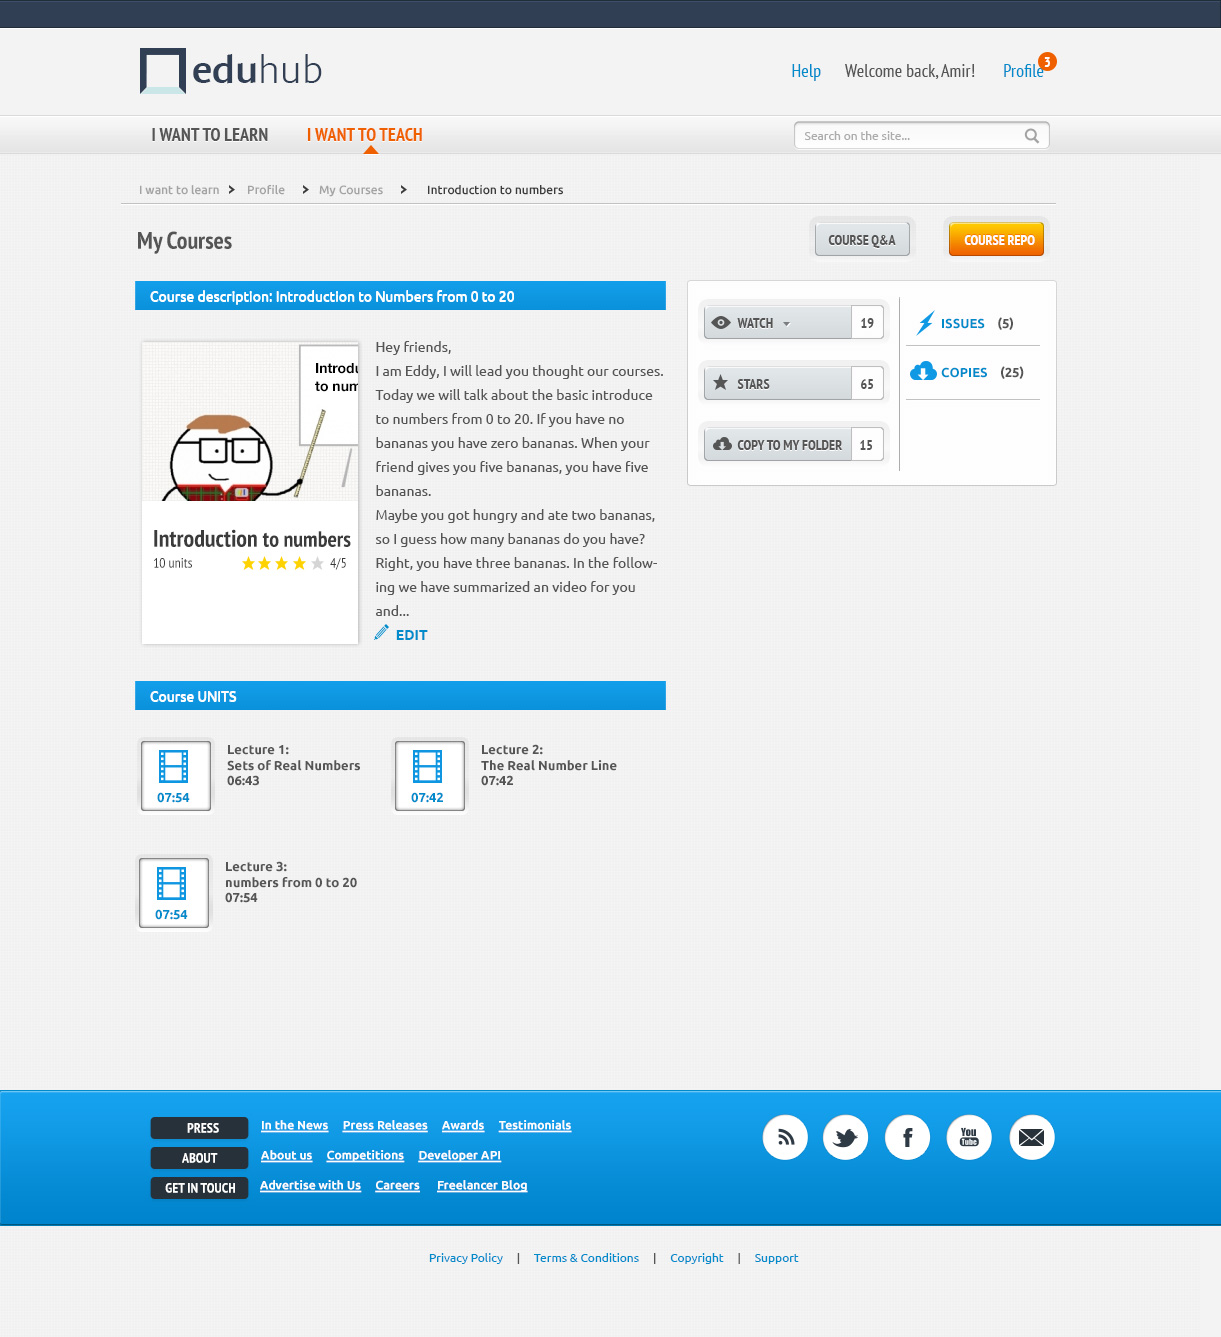 eduhub
Help Welcome back, Amir! Profile 3
I WANT TO LEARN I WANT TO TEACH
Search on the site...
I want to learn Profile My Courses Introduction to numbers
My Courses
COURSE Q&A COURSE REPO
Course description: Introduction to Numbers from 0 to 20
Introdu
to num
Introduction to numbers
10 units 4/5
Hey friends,
I am Eddy, I will lead you thought our courses.
Today we will talk about the basic introduce
to numbers from 0 to 20. If you have no
bananas you have zero bananas. When your
friend gives you five bananas, you have five
bananas.
Maybe you got hungry and ate two bananas,
so I guess how many bananas do you have?
Right, you have three bananas. In the follow-
ing we have summarized an video for you
and...
EDIT
WATCH 19
STARS 65
COPY TO MY FOLDER 15
ISSUES (5)
COPIES (25)
Course UNITS
07:54
Lecture 1:
Sets of Real Numbers
06:43
07:42
Lecture 2:
The Real Number Line
07:42
07:54
Lecture 3:
numbers from 0 to 20
07:54
PRESS In the News Press Releases Awards Testimonials
ABOUT About us Competitions Developer API
GET IN TOUCH Advertise with Us Careers Freelancer Blog
You
Tube
Privacy Policy | Terms & Conditions | Copyright | Support